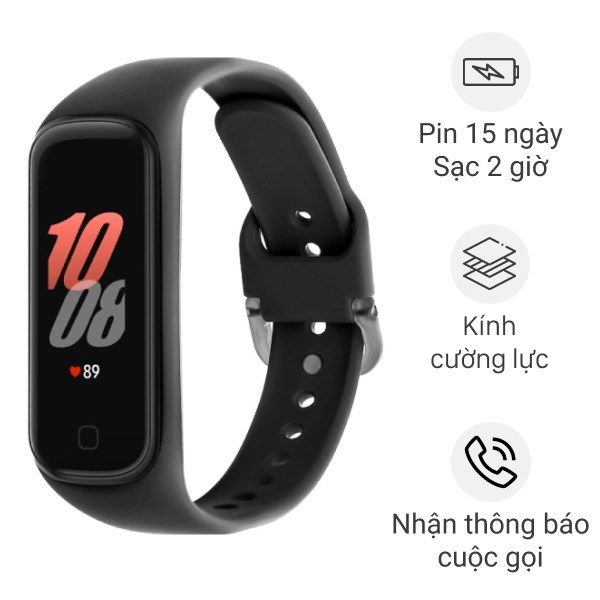 10
08
89
Pin 15 ngày
Sạc 2 giờ
Kính
cường lực
Nhận thông báo
cuộc gọi